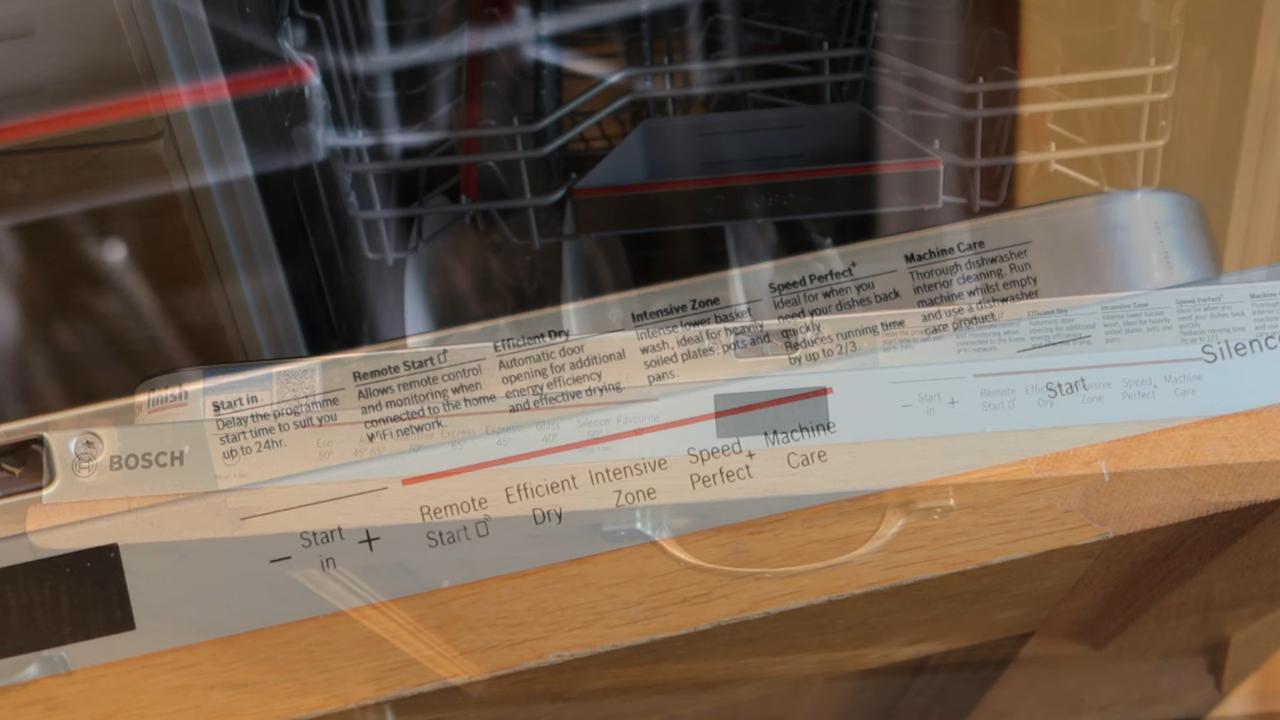 Machine Care
Thorough dishwasher
interior cleaning. Run
machine whilst empty
and use a dishwasher
care product.
Speed Perfect+
Ideal for when you
need your dishes back
quickly.
Reduces running time
by up to 2/3.
Intensive Zone
Intense lower basket
wash, ideal for heavily
soiled plates, pots and
pans.
Efficient Dry
Automatic door
opening for additional
energy efficiency
and effective drying.
Remote Start
Allows remote control
and monitoring when
connected to the home
WiFi network.
Start in
Delay the programme
start time to suit you
up to 24hr.
finish
BOSCH
Eco
50°
45° 65°
Express
65°
Express
45°
Glass
40°
Silence
50°
Favourite
Silence
Start
− Start in +
Remote Start
Dry
Zone
Speed Perfect+
Machine Care
− Start in +
Remote Start
Efficient Dry
Intensive Zone
Speed Perfect+
Machine Care